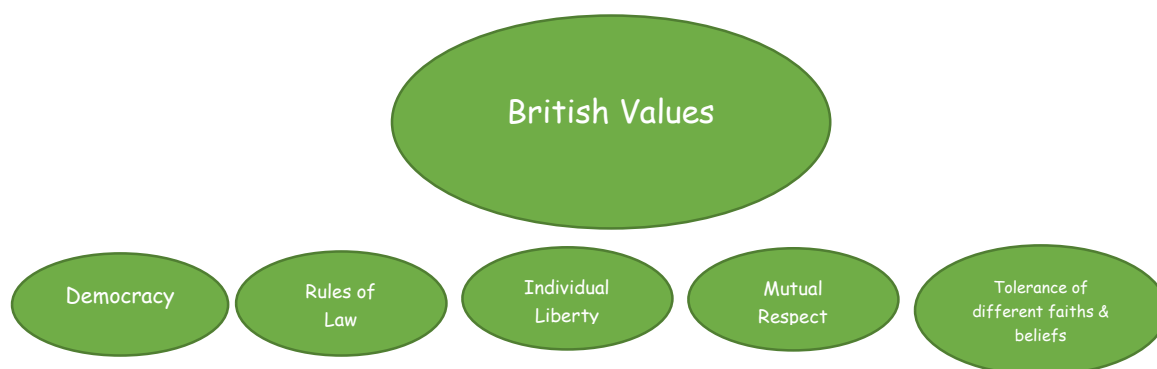 British Values
Democracy
Rules of
Law
Individual
Liberty
Mutual
Respect
Tolerance of
different faiths &
beliefs